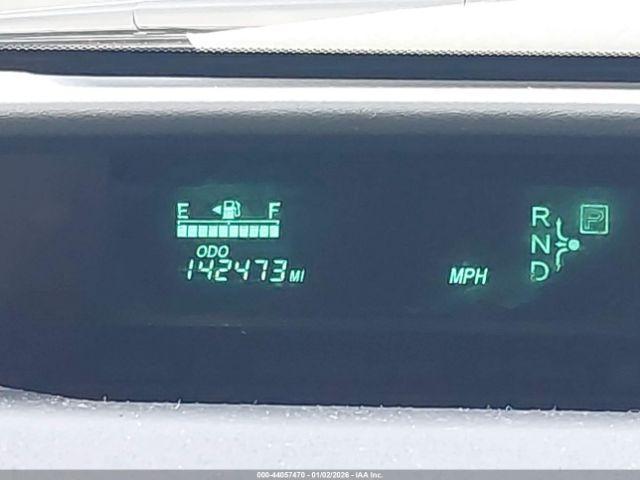 E F
ODO
142473 MI
MPH
R P
N
D
000-44057470 - 01/02/2026 - IAA Inc.